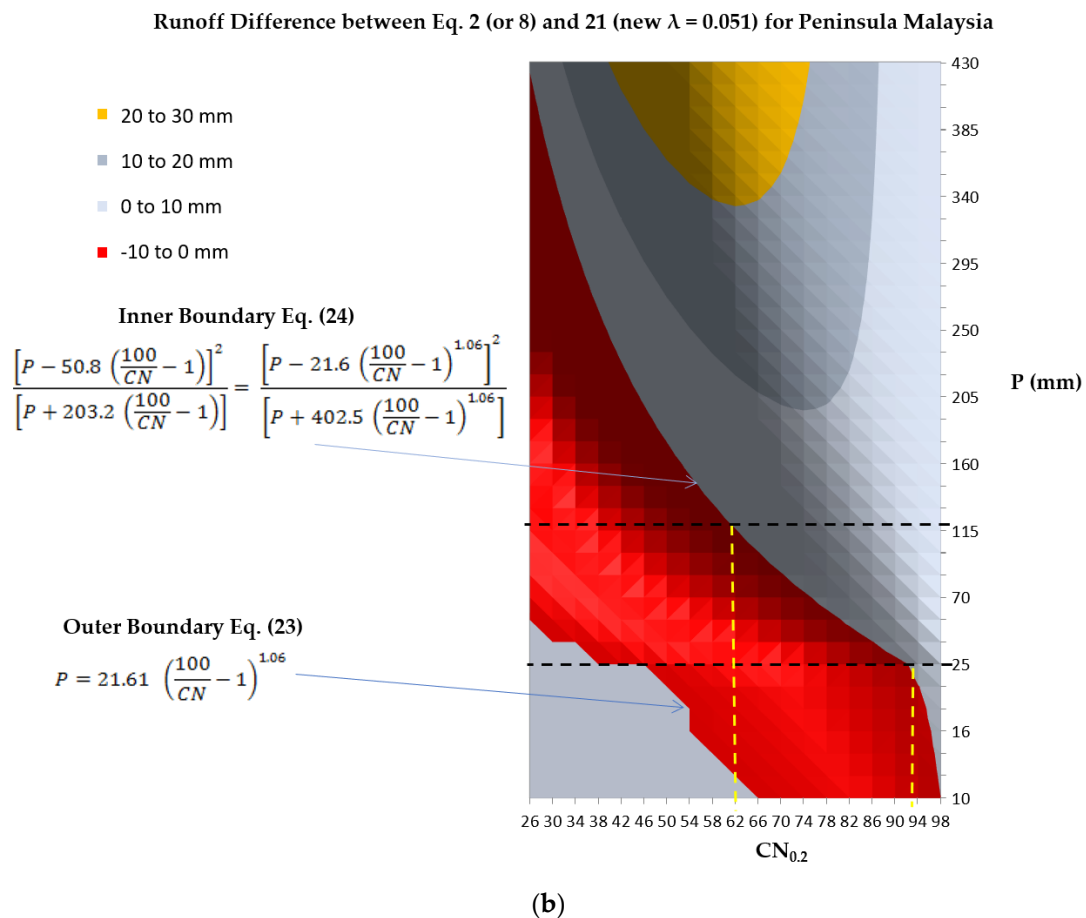 Runoff Difference between Eq. 2 (or 8) and 21 (new λ = 0.051) for Peninsula Malaysia
20 to 30 mm
10 to 20 mm
0 to 10 mm
-10 to 0 mm
Inner Boundary Eq. (24)
[P − 50.8 (100/CN − 1)]² / [P + 203.2 (100/CN − 1)] = [P − 21.6 (100/CN − 1)^1.06]² / [P + 402.5 (100/CN − 1)^1.06]
Outer Boundary Eq. (23)
P = 21.61 (100/CN − 1)^1.06
430
385
340
295
250
205
160
115
70
25
16
10
P (mm)
26 30 34 38 42 46 50 54 58 62 66 70 74 78 82 86 90 94 98
CN0.2
(b)